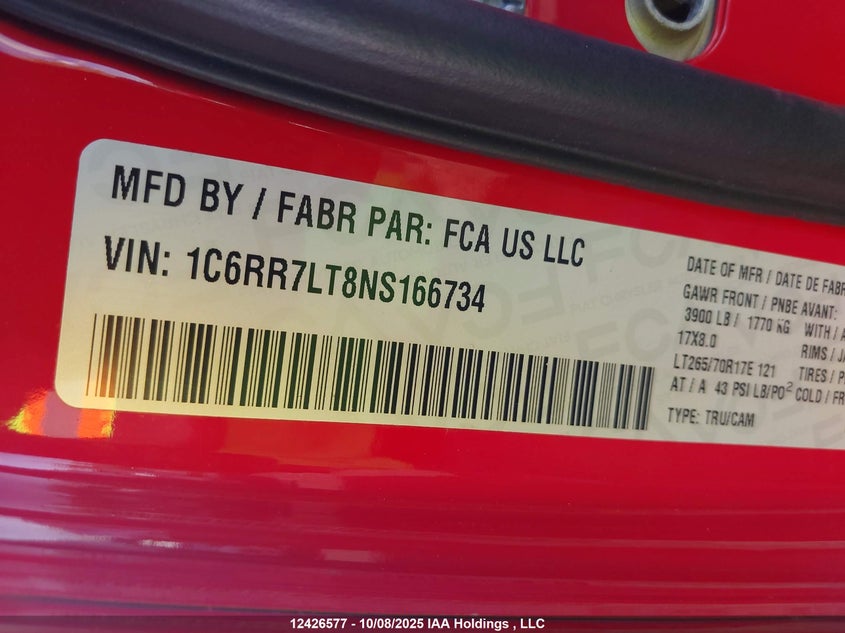 MFD BY / FABR PAR: FCA US LLC
VIN: 1C6RR7LT8NS166734
DATE OF MFR / DATE DE FABR
GAWR FRONT / PNBE AVANT:
3900 LB / 1770 KG WITH / A
17X8.0 RIMS / JA
LT265/70R17E 121 TIRES / P
AT / A 43 PSI LB/PO² COLD / FR
TYPE: TRU/CAM
12426577 - 10/08/2025 IAA Holdings , LLC